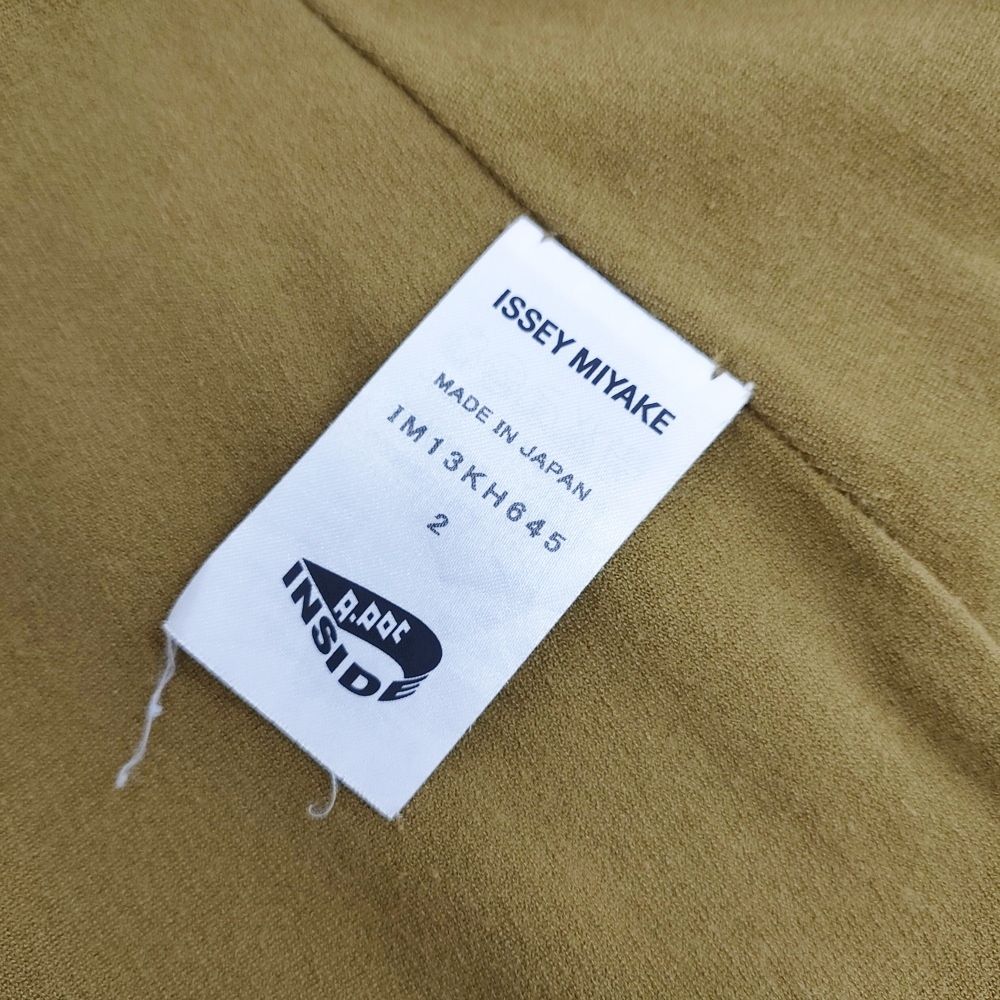 ISSEY MIYAKE
MADE IN JAPAN
IM13KH645
2
A.POC
INSIDE